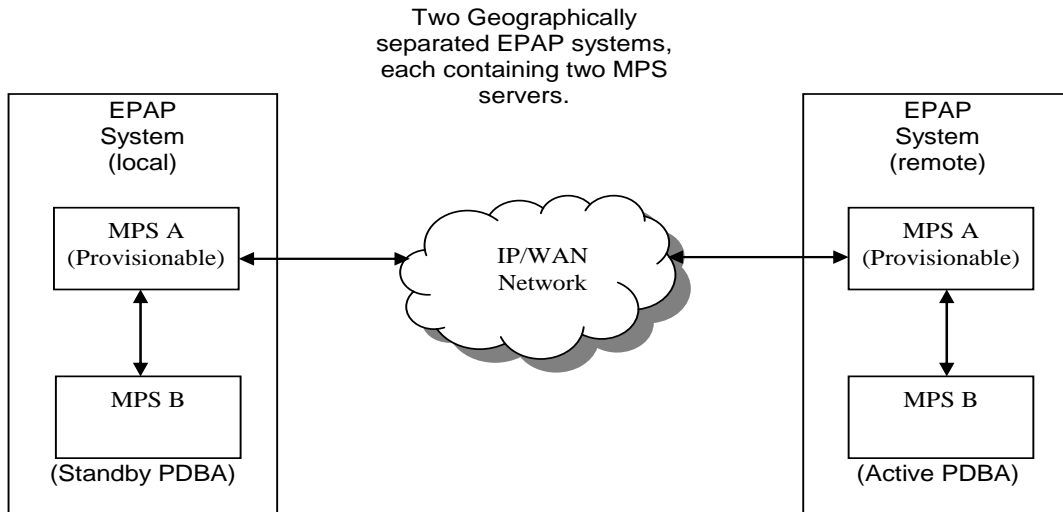 Two Geographically
separated EPAP systems,
each containing two MPS
servers.
EPAP
System
(local)
MPS A
(Provisionable)
MPS B
(Standby PDBA)
IP/WAN
Network
EPAP
System
(remote)
MPS A
(Provisionable)
MPS B
(Active PDBA)